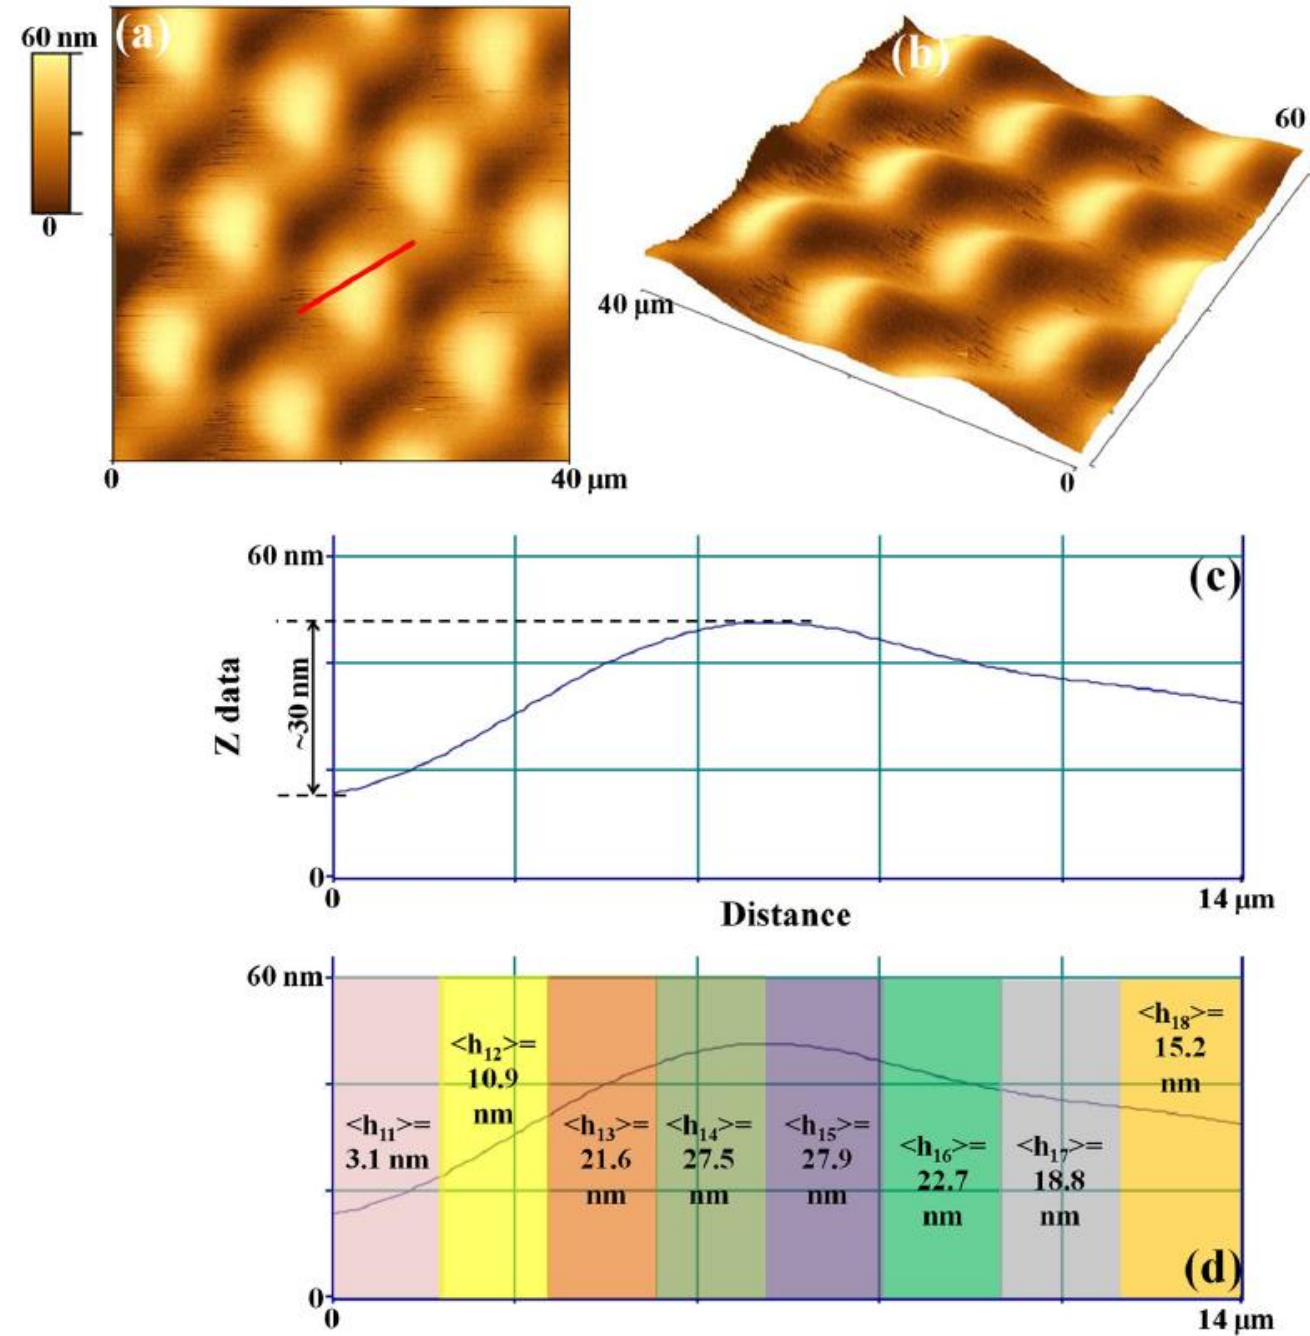 60 nm
(a)
0
0
40 μm
(b)
60
40 μm
0
60 nm
(c)
~30 nm
Z data
0
0
14 μm
Distance
60 nm
<h₁₁>=
3.1 nm
<h₁₂>=
10.9
nm
<h₁₃>=
21.6
nm
<h₁₄>=
27.5
nm
<h₁₅>=
27.9
nm
<h₁₆>=
22.7
nm
<h₁₇>=
18.8
nm
<h₁₈>=
15.2
nm
(d)
0
0
14 μm